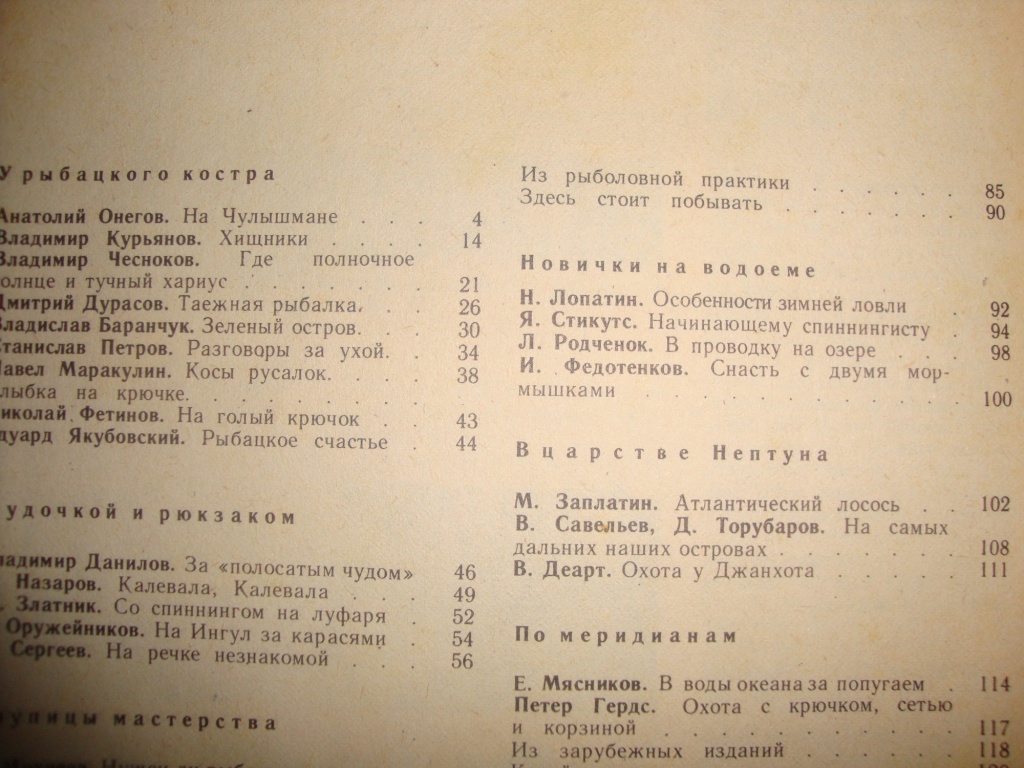 У рыбацкого костра
Анатолий Онегов. На Чулышмане . . . 4
Владимир Курьянов. Хищники . . . . 14
Владимир Чесноков. Где полночное
солнце и тучный хариус . . . . . . . 21
Дмитрий Дурасов. Таежная рыбалка. . . 26
Владислав Баранчук. Зеленый остров. . . 30
Станислав Петров. Разговоры за ухой. . 34
Павел Маракулин. Косы русалок. . . . 38
Улыбка на крючке. . . . . . . . .
Николай Фетинов. На голый крючок . . 43
Эдуард Якубовский. Рыбацкое счастье . 44
удочкой и рюкзаком
Владимир Данилов. За «полосатым чудом» 46
Назаров. Калевала, Калевала . . . 49
Златник. Со спиннингом на луфаря . 52
Оружейников. На Ингул за карасями . 54
Сергеев. На речке незнакомой . . . 56
мастерства
Из рыболовной практики . . . . . . 85
Здесь стоит побывать . . . . . . . 90
Новички на водоеме
Н. Лопатин. Особенности зимней ловли . 92
Я. Стикутс. Начинающему спиннингисту . 94
Л. Родченок. В проводку на озере . . . 98
И. Федотенков. Снасть с двумя мор-
мышками . . . . . . . . . . . 100
В царстве Нептуна
М. Заплатин. Атлантический лосось . . 102
В. Савельев, Д. Торубаров. На самых
дальних наших островах . . . . . . . 108
В. Деарт. Охота у Джанхота . . . . . 111
По меридианам
Е. Мясников. В воды океана за попугаем . 114
Петер Гердс. Охота с крючком, сетью
и корзиной . . . . . . . . . . . 117
Из зарубежных изданий . . . . . . 118